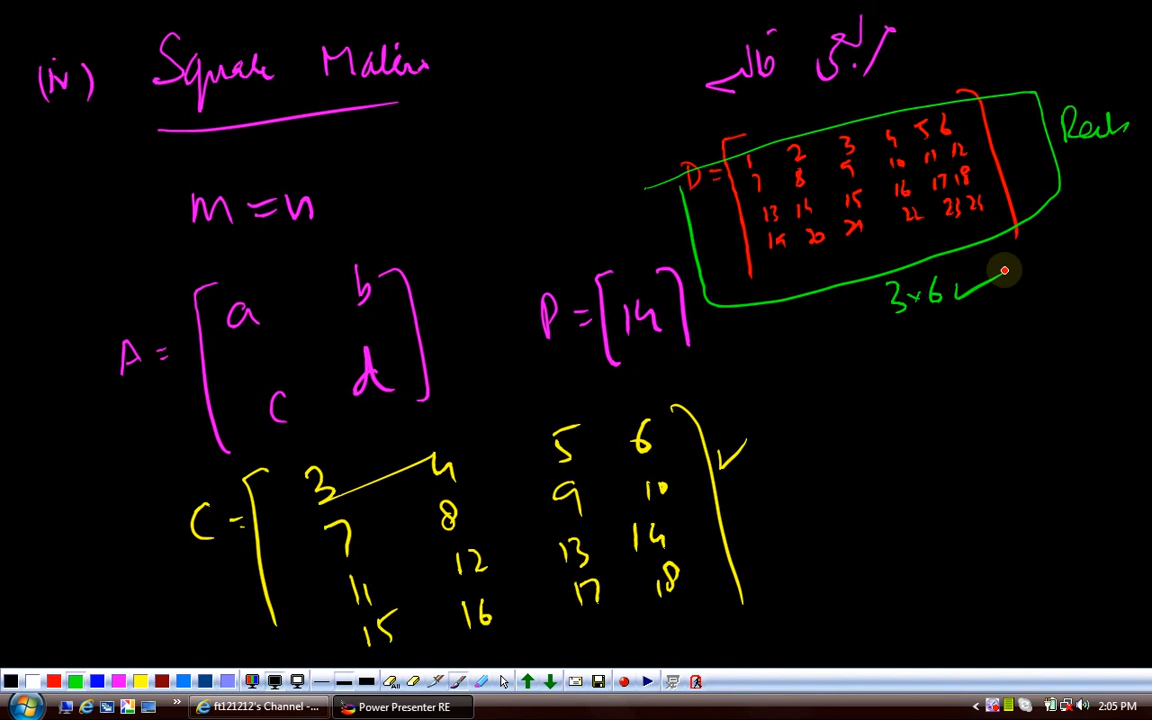 (iv) Square Matrix
m = n
A = [ a b
c d ]
P = [14]
D = [ 1 2 3 4 5 6
7 8 9 10 11 12
13 14 15 16 17 18
19 20 21 22 23 24 ]
Rect
3×6 ✓
C = [ 3 4 5 6
7 8 9 10
11 12 13 14
15 16 17 18 ] ✓
ft121212's Channel -...
Power Presenter RE
2:05 PM